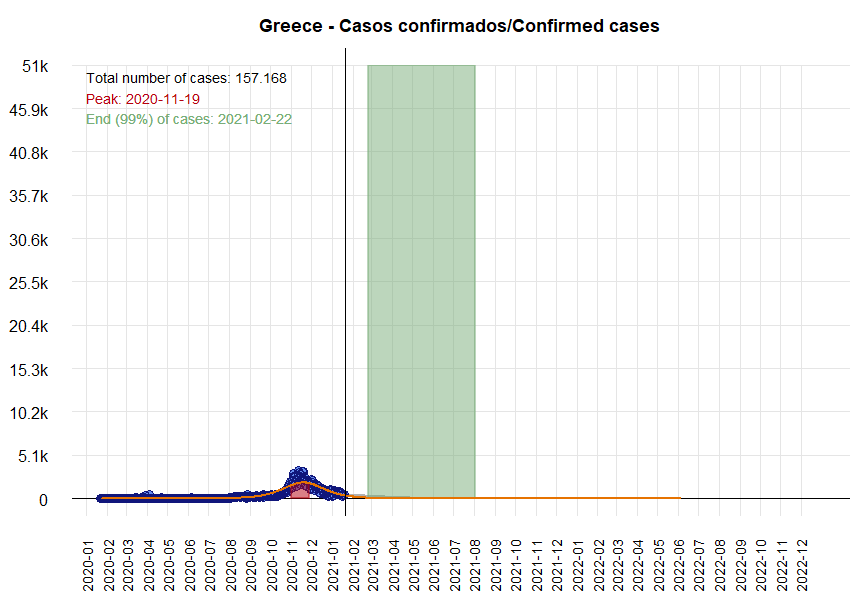 Greece - Casos confirmados/Confirmed cases
51k
Total number of cases: 157.168
Peak: 2020-11-19
End (99%) of cases: 2021-02-22
45.9k
40.8k
35.7k
30.6k
25.5k
20.4k
15.3k
10.2k
5.1k
0
2020-01
2020-02
2020-03
2020-04
2020-05
2020-06
2020-07
2020-08
2020-09
2020-10
2020-11
2020-12
2021-01
2021-02
2021-03
2021-04
2021-05
2021-06
2021-07
2021-08
2021-09
2021-10
2021-11
2021-12
2022-01
2022-02
2022-03
2022-04
2022-05
2022-06
2022-07
2022-08
2022-09
2022-10
2022-11
2022-12